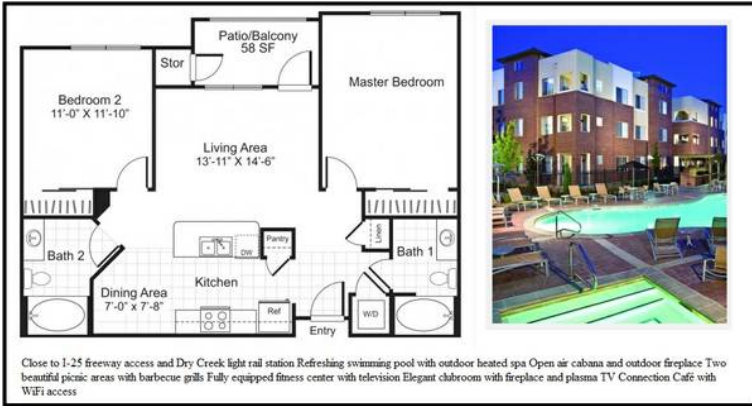 Patio/Balcony
58 SF
Stor
Master Bedroom
Bedroom 2
11'-0" X 11'-10"
Living Area
13'-11" X 14'-6"
Bath 2
DW
Pantry
Linen
Bath 1
Kitchen
Dining Area
7'-0" x 7'-8"
Ref
W/D
Entry
Close to I-25 freeway access and Dry Creek light rail station Refreshing swimming pool with outdoor heated spa Open air cabana and outdoor fireplace Two
beautiful picnic areas with barbecue grills Fully equipped fitness center with television Elegant clubroom with fireplace and plasma TV Connection Café with
WiFi access